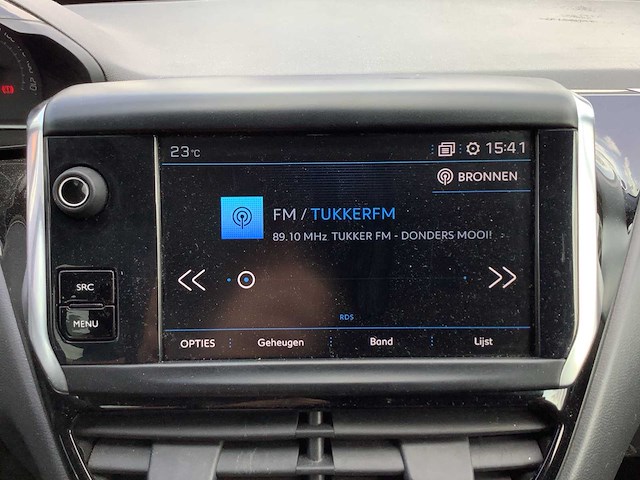 23°C 15:41
BRONNEN
FM / TUKKERFM
89.10 MHz TUKKER FM - DONDERS MOOI!
SRC
RDS
MENU
OPTIES Geheugen Band Lijst